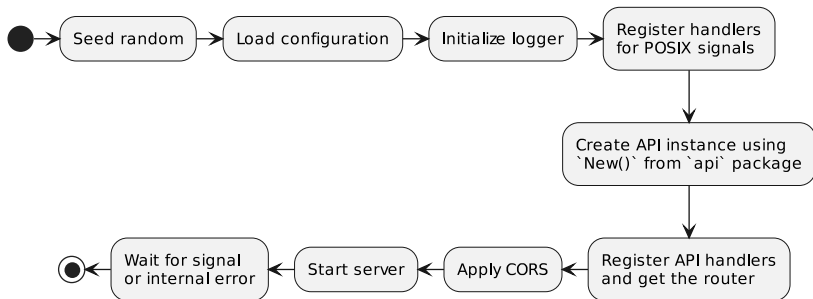 Seed random
Load configuration
Initialize logger
Register handlers
for POSIX signals
Create API instance using
`New()` from `api` package
Register API handlers
and get the router
Apply CORS
Start server
Wait for signal
or internal error